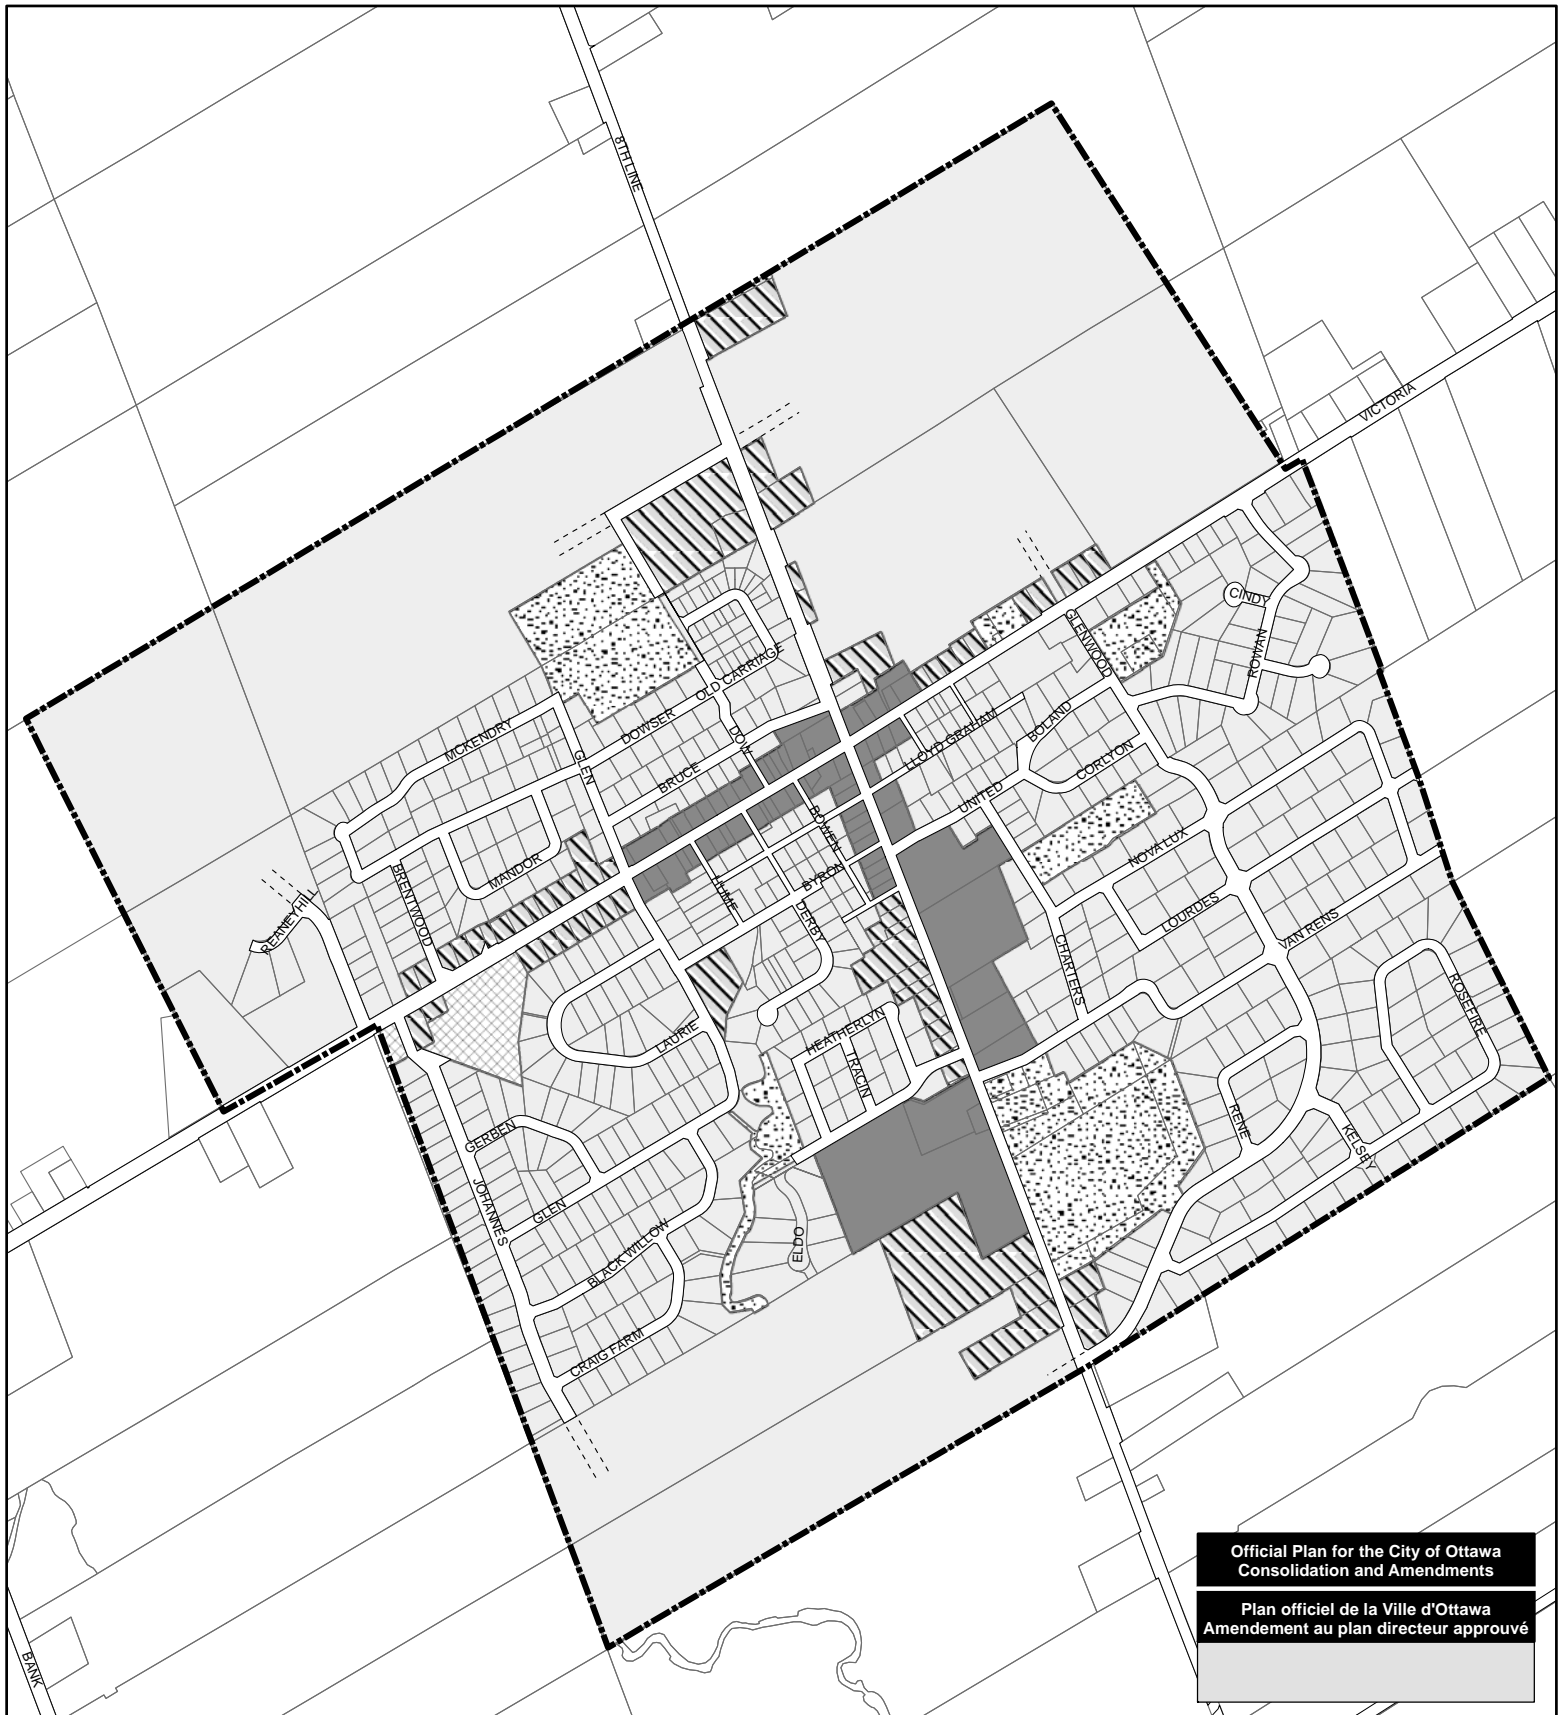 8TH LINE
VICTORIA
CINDY
GLENWOOD
ROWAN
OLD CARRIAGE
DOWSER
MCKENDRY
DOW
GLEN
BOLAND
LLOYD GRAHAM
CORLYON
BRUCE
UNITED
BOWEN
NOVA LUX
MANDOR
BYRON
HUME
BRENTWOOD
REANEY HILL
DERBY
LOURDES
VAN RENS
CHARTERS
ROSEFIRE
HEATHERLYN
LAURIE
TRACIN
RENE
KELSEY
GERBEN
JOHANNES
GLEN
BLACK WILLOW
ELDO
CRAIG FARM
Official Plan for the City of Ottawa
Consolidation and Amendments
Plan officiel de la Ville d'Ottawa
Amendement au plan directeur approuvé
BANK